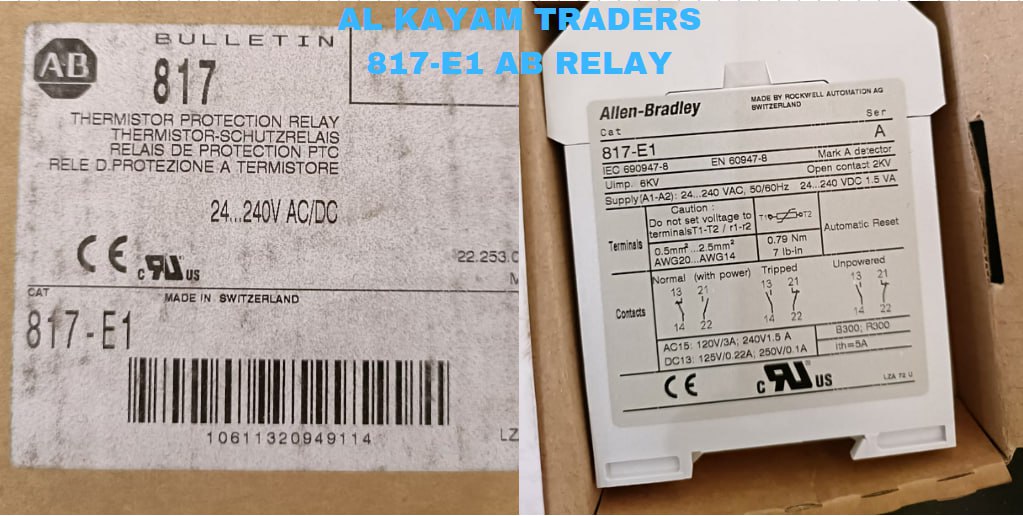 AL KAYAM TRADERS
817-E1 AB RELAY
AB
BULLETIN
817
THERMISTOR PROTECTION RELAY
THERMISTOR-SCHUTZRELAIS
RELAIS DE PROTECTION PTC
RELE D.PROTEZIONE A TERMISTORE
24...240V AC/DC
CE c RU US
22.253.0
CAT
MADE IN SWITZERLAND
817-E1
10611320949114
LZ
Allen-Bradley
MADE BY ROCKWELL AUTOMATION AG
SWITZERLAND
Cat
Ser
817-E1
A
IEC 690947-8
EN 60947-8
Mark A detector
Uimp. 6KV
Open contact 2KV
Supply(A1-A2): 24...240 VAC, 50/60Hz
24...240 VDC 1.5 VA
Terminals
Caution :
Do not set voltage to
terminalsT1-T2 / r1-r2
T1
T2
Automatic Reset
0.5mm²...2.5mm²
AWG20...AWG14
0.79 Nm
7 lb-in
Contacts
Normal (with power)
Tripped
Unpowered
13 21
13 21
13 21
14 22
14 22
14 22
AC15: 120V/3A; 240V1.5 A
DC13: 125V/0.22A; 250V/0.1A
B300; R300
Ith=5A
CE c RU ® US
LZA 72 U